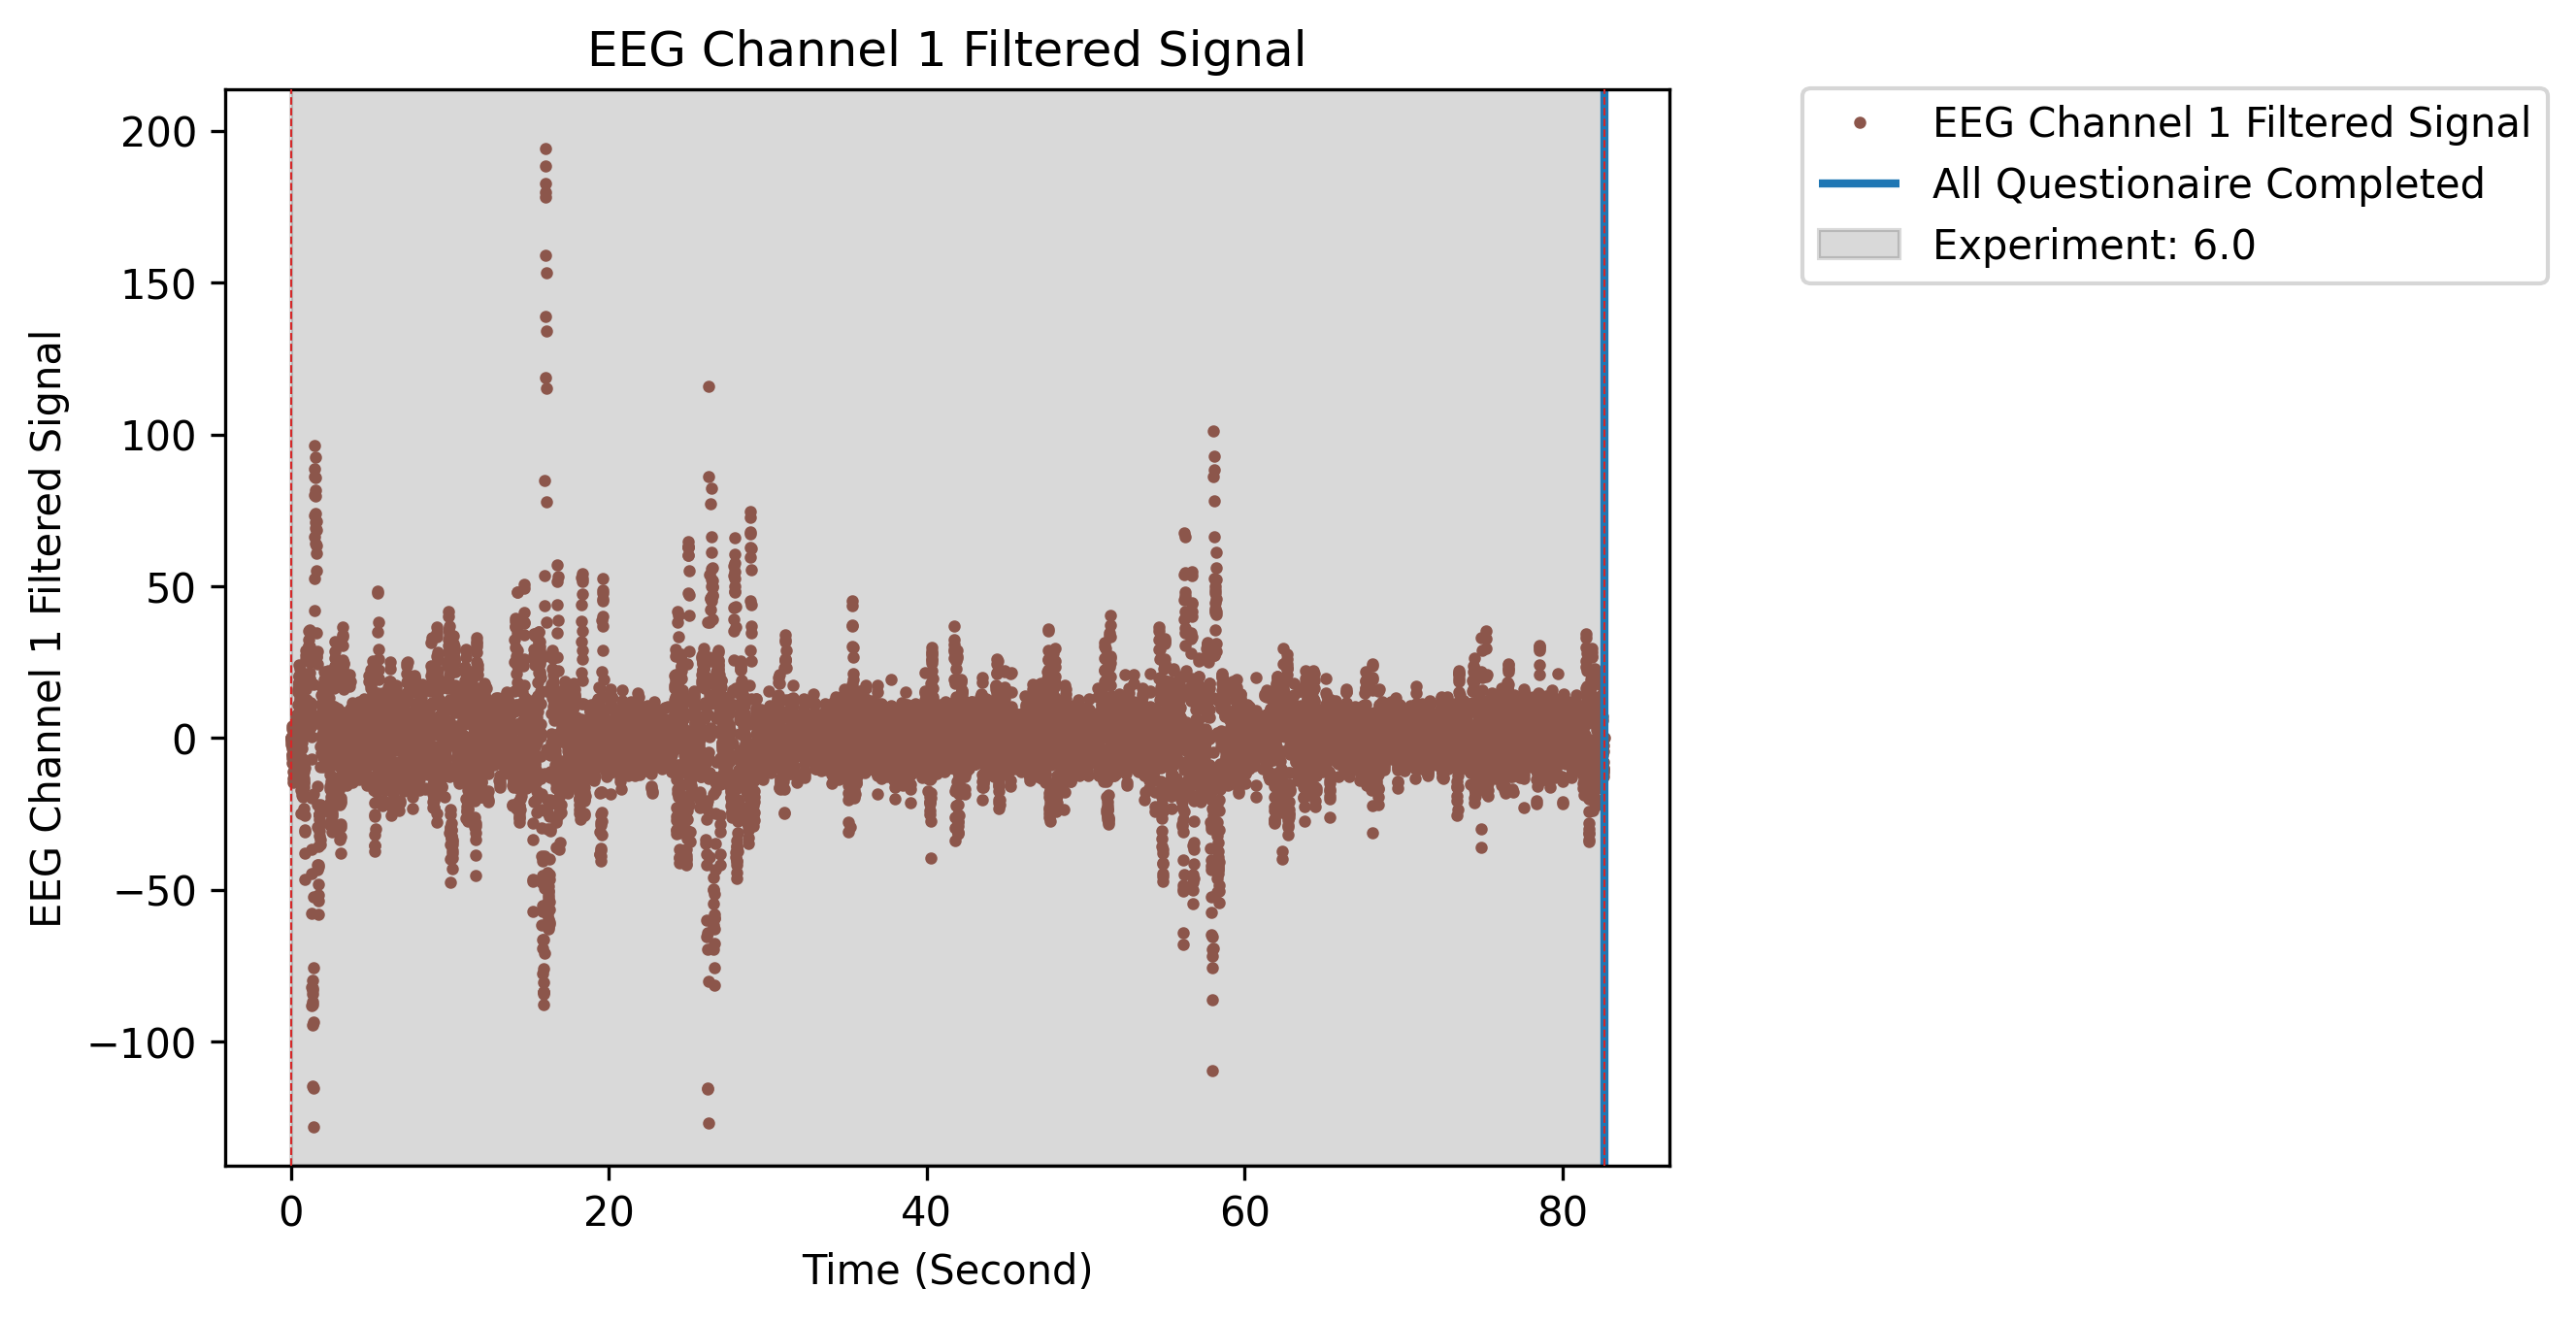 EEG Channel 1 Filtered Signal
EEG Channel 1 Filtered Signal
All Questionaire Completed
Experiment: 6.0
200
150
100
50
0
−50
−100
EEG Channel 1 Filtered Signal
0 20 40 60 80
Time (Second)